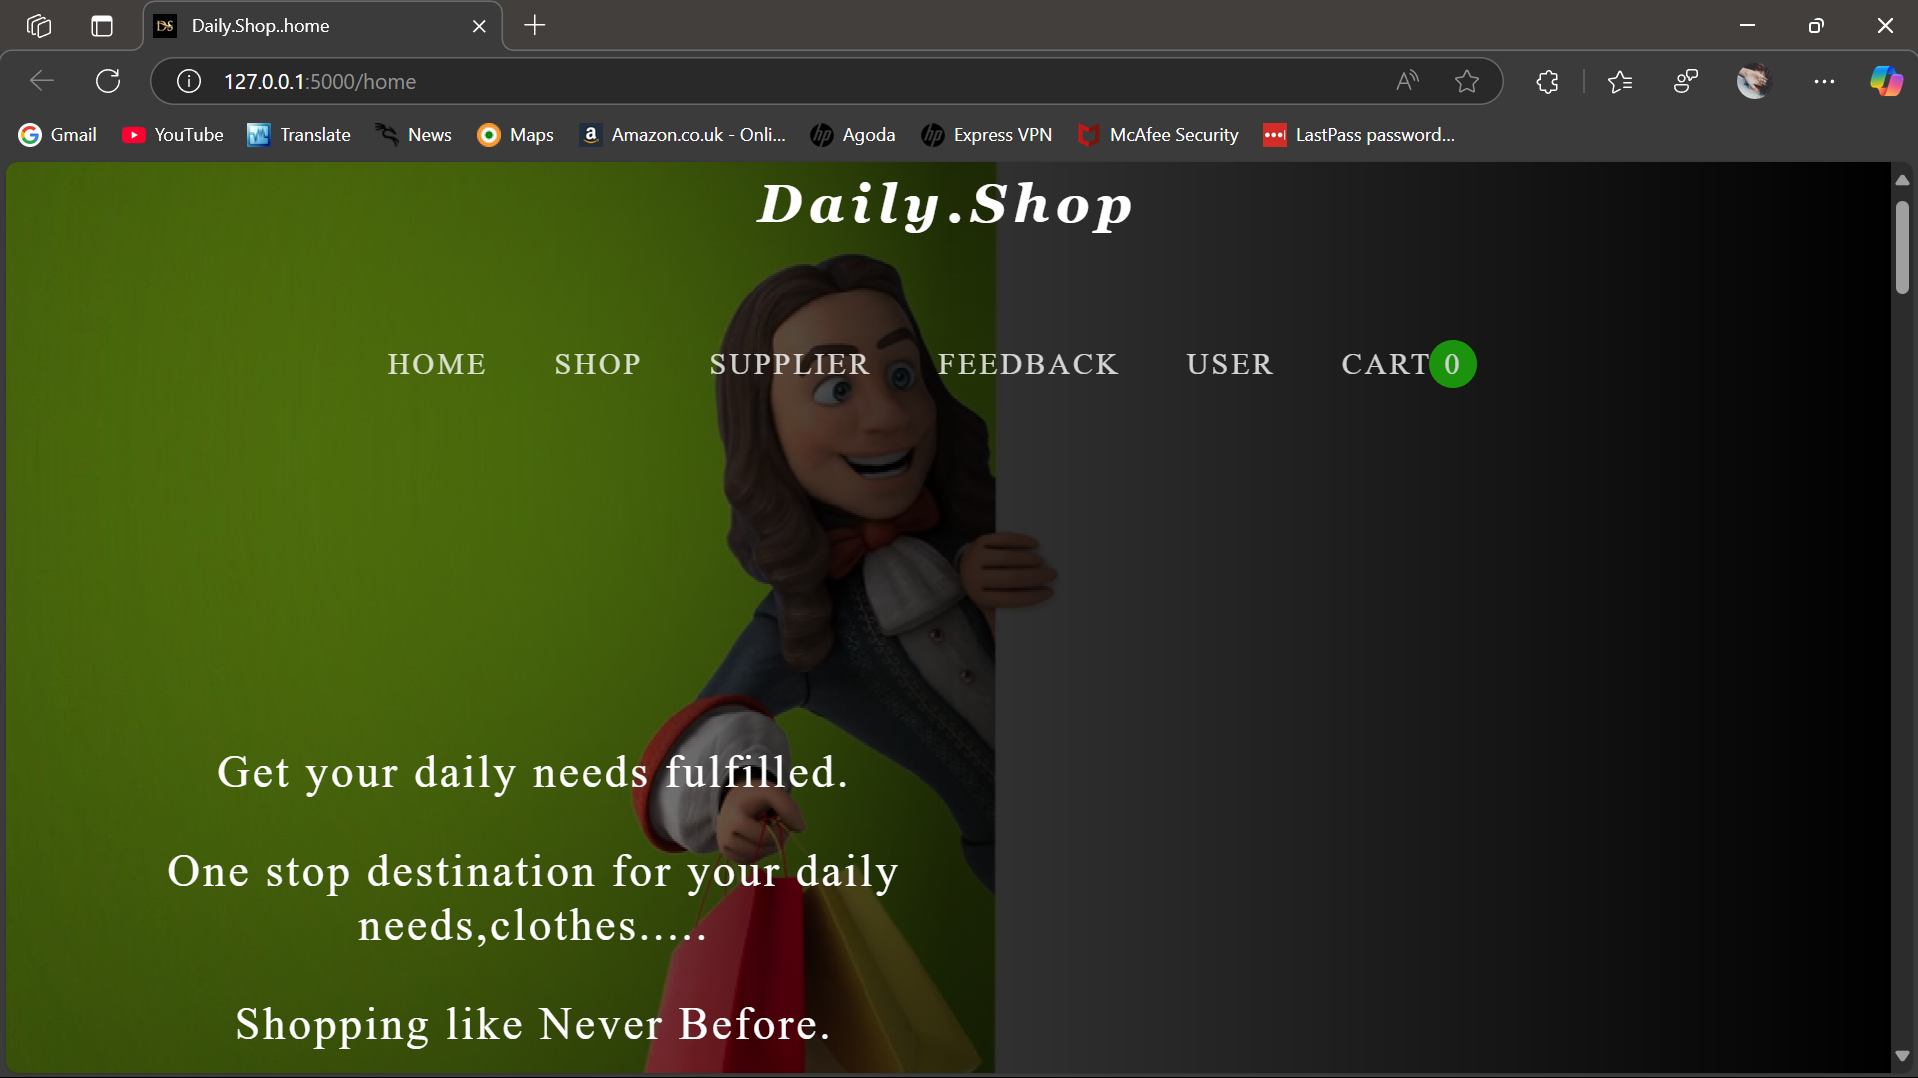 DS Daily.Shop..home
127.0.0.1:5000/home
Gmail YouTube Translate News Maps Amazon.co.uk - Onli... Agoda Express VPN McAfee Security LastPass password...
Daily.Shop
HOME SHOP SUPPLIER FEEDBACK USER CART 0
Get your daily needs fulfilled.
One stop destination for your daily
needs,clothes.....
Shopping like Never Before.